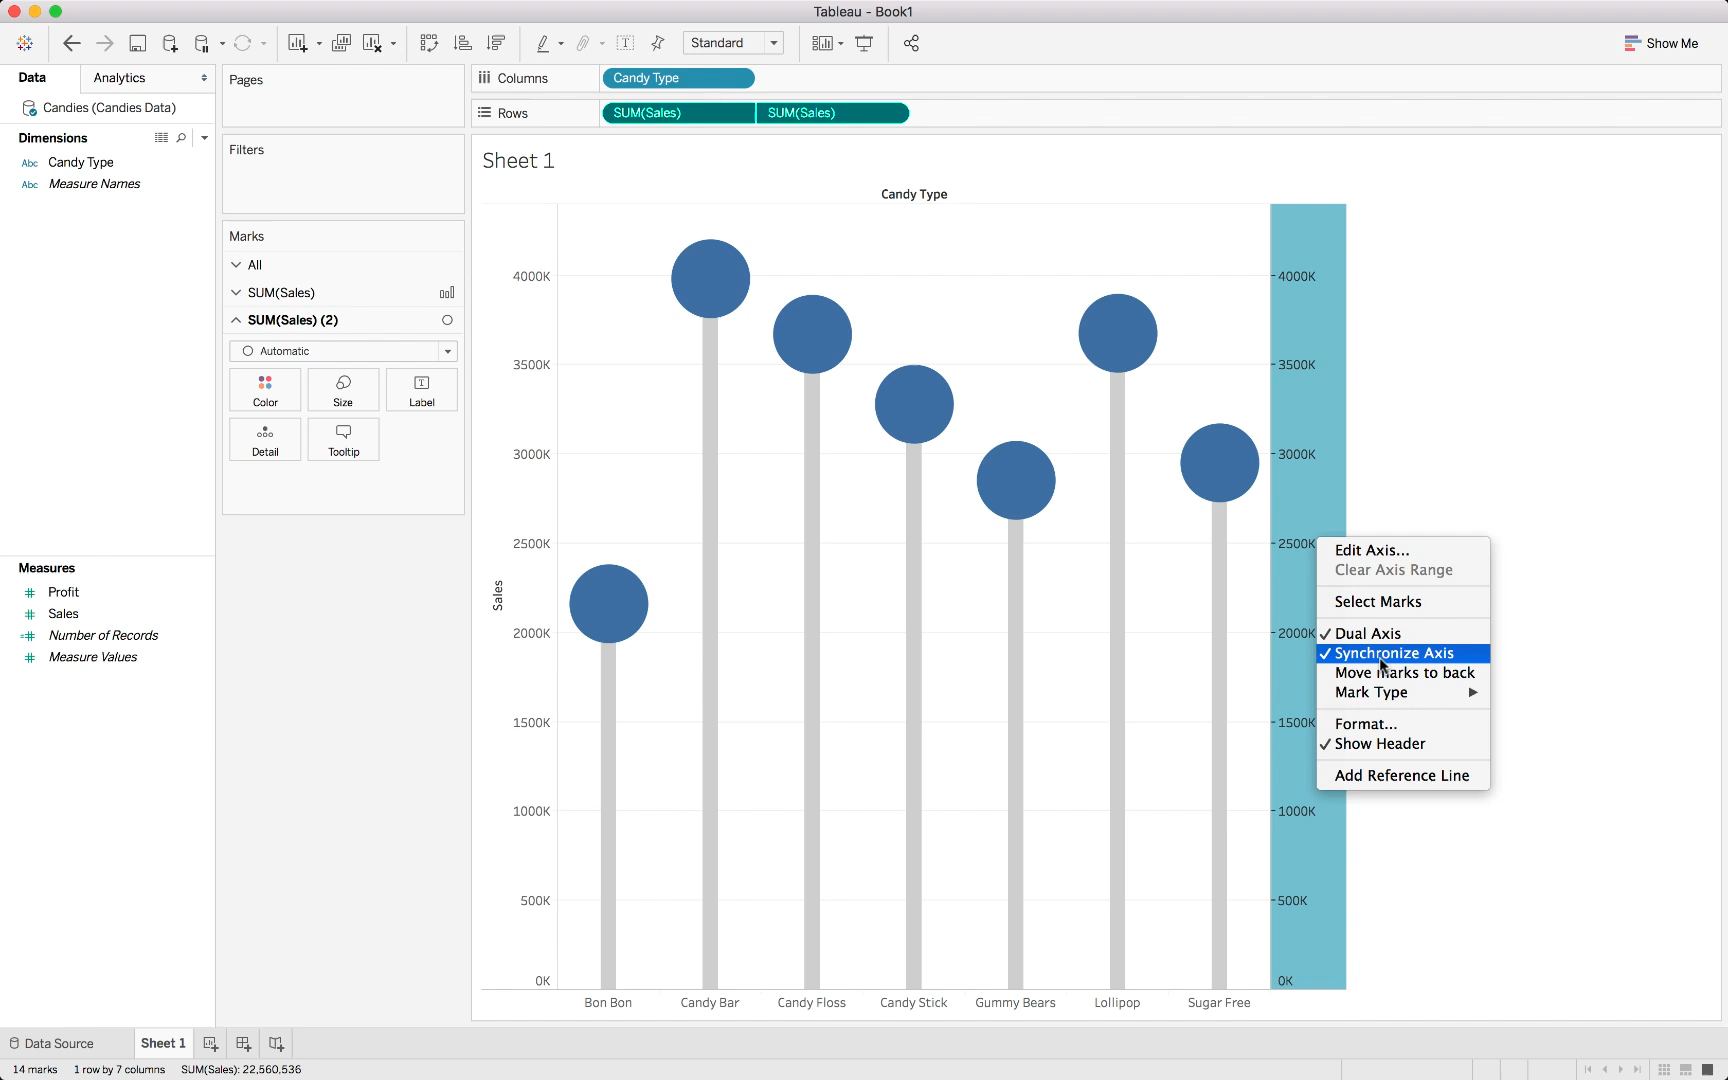 Tableau - Book1
Standard
Show Me
Data
Analytics
Candies (Candies Data)
Dimensions
Abc Candy Type
Abc Measure Names
Measures
# Profit
# Sales
=# Number of Records
# Measure Values
Pages
Filters
Marks
All
SUM(Sales)
SUM(Sales) (2)
Automatic
Color
Size
T
Label
Detail
Tooltip
Columns
Candy Type
Rows
SUM(Sales)
SUM(Sales)
Sheet 1
Candy Type
Sales
4000K
3500K
3000K
2500K
2000K
1500K
1000K
500K
0K
4000K
3500K
3000K
2500K
2000K
1500K
1000K
500K
0K
Bon Bon
Candy Bar
Candy Floss
Candy Stick
Gummy Bears
Lollipop
Sugar Free
Edit Axis...
Clear Axis Range
Select Marks
✓ Dual Axis
✓ Synchronize Axis
Move marks to back
Mark Type
Format...
✓ Show Header
Add Reference Line
Data Source
Sheet 1
14 marks
1 row by 7 columns
SUM(Sales): 22,560,536